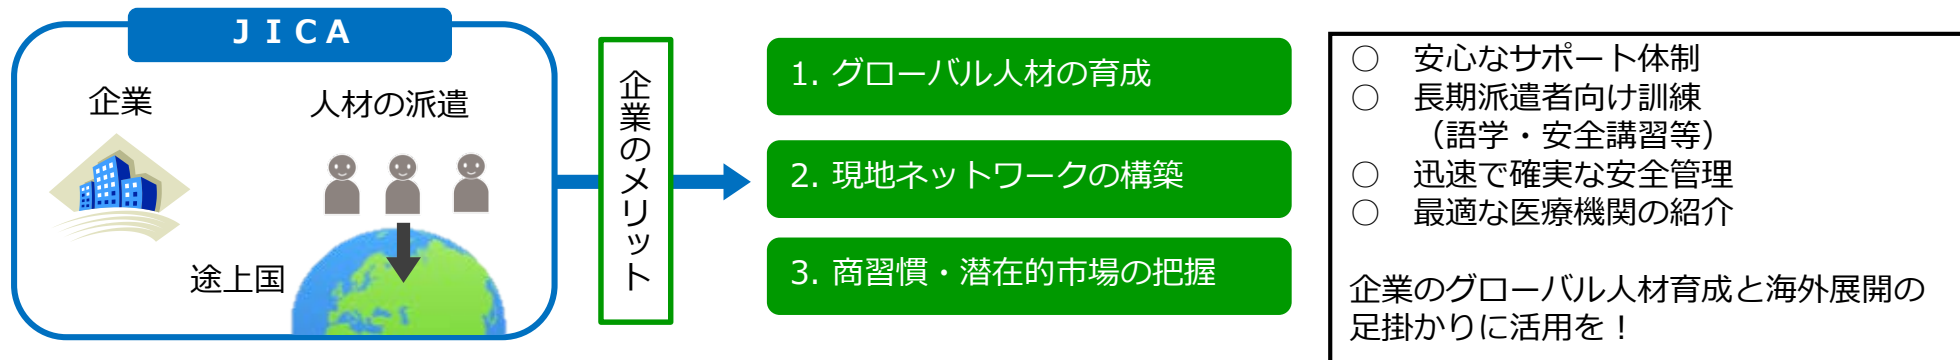 ＪＩＣＡ
企業
人材の派遣
途上国
企業のメリット
1. グローバル人材の育成
2. 現地ネットワークの構築
3. 商習慣・潜在的市場の把握
○ 安心なサポート体制
○ 長期派遣者向け訓練
（語学・安全講習等）
○ 迅速で確実な安全管理
○ 最適な医療機関の紹介
企業のグローバル人材育成と海外展開の
足掛かりに活用を！